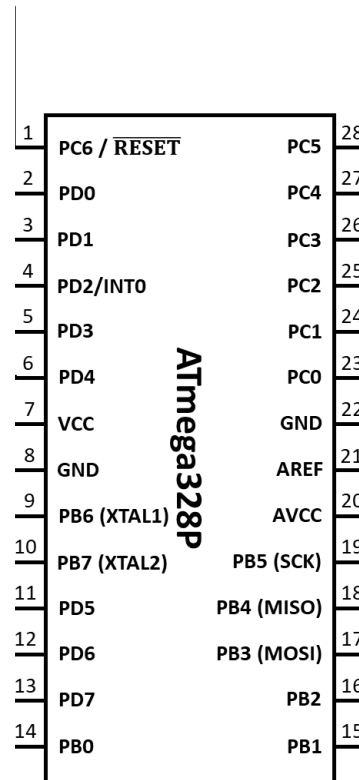 1 PC6 / RESET PC5 28
2 PD0 PC4 27
3 PD1 PC3 26
4 PD2/INT0 PC2 25
5 PD3 PC1 24
6 PD4 PC0 23
7 VCC GND 22
8 GND AREF 21
9 PB6 (XTAL1) AVCC 20
10 PB7 (XTAL2) PB5 (SCK) 19
11 PD5 PB4 (MISO) 18
12 PD6 PB3 (MOSI) 17
13 PD7 PB2 16
14 PB0 PB1 15
ATmega328P